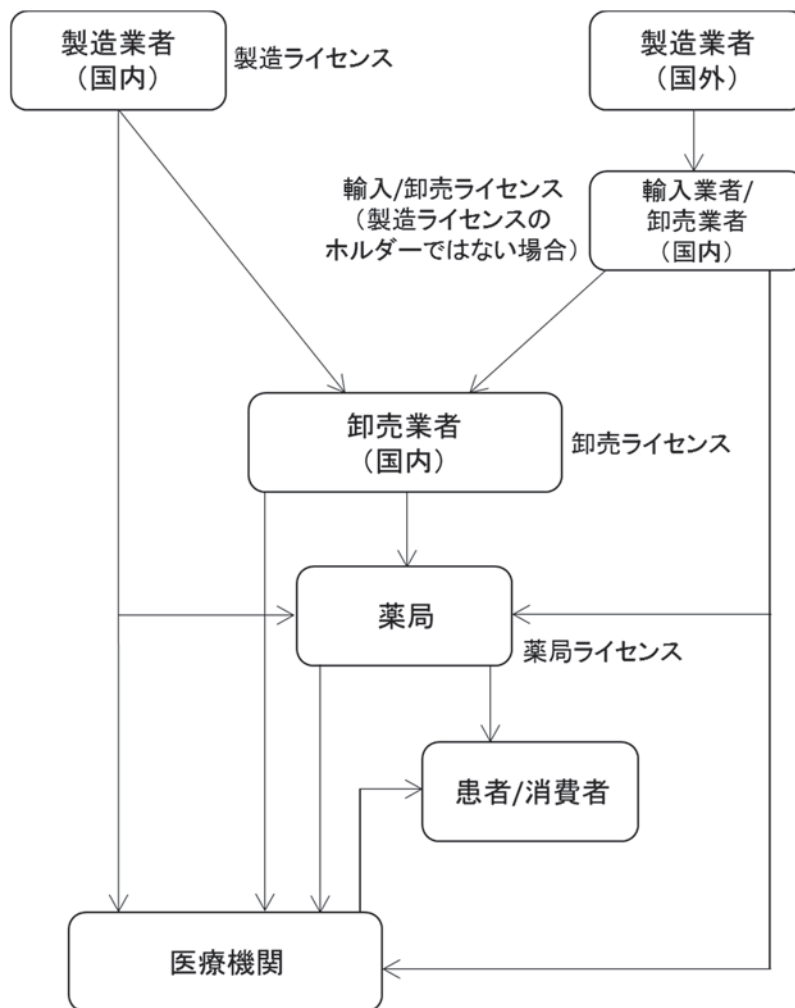 製造業者
（国内）
製造ライセンス
製造業者
（国外）
輸入/卸売ライセンス
（製造ライセンスの
ホルダーではない場合）
輸入業者/
卸売業者
（国内）
卸売業者
（国内）
卸売ライセンス
薬局
薬局ライセンス
患者/消費者
医療機関